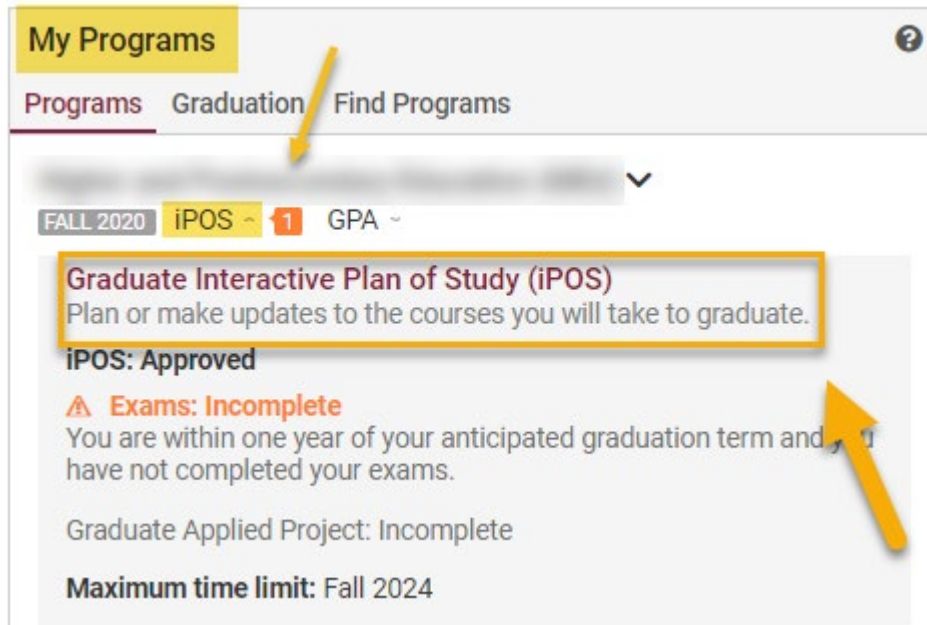 My Programs
Programs Graduation Find Programs
FALL 2020 iPOS 1 GPA
Graduate Interactive Plan of Study (iPOS)
Plan or make updates to the courses you will take to graduate.
iPOS: Approved
Exams: Incomplete
You are within one year of your anticipated graduation term and
have not completed your exams.
Graduate Applied Project: Incomplete
Maximum time limit: Fall 2024